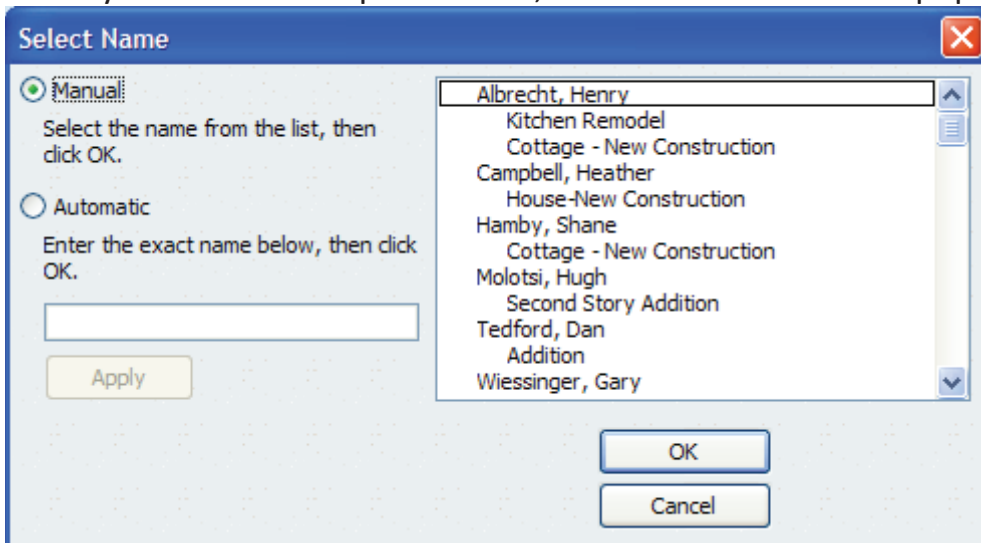 Select Name
Manual
Select the name from the list, then
click OK.
Automatic
Enter the exact name below, then click
OK.
Apply
Albrecht, Henry
Kitchen Remodel
Cottage - New Construction
Campbell, Heather
House-New Construction
Hamby, Shane
Cottage - New Construction
Molotsi, Hugh
Second Story Addition
Tedford, Dan
Addition
Wiessinger, Gary
OK
Cancel